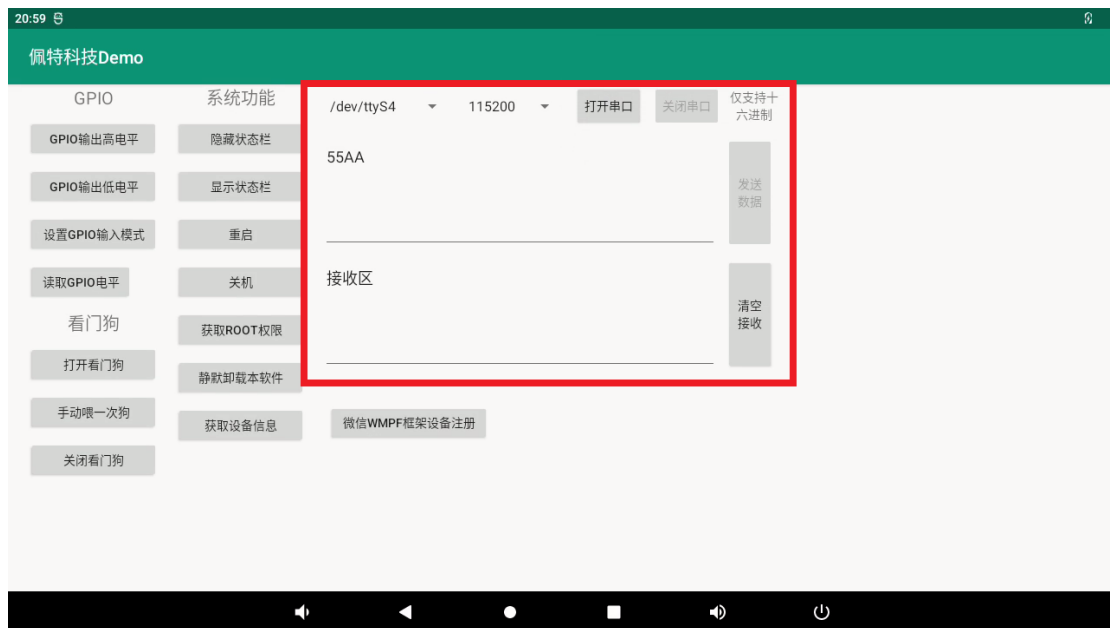 20:59
佩特科技Demo
GPIO
GPIO输出高电平
GPIO输出低电平
设置GPIO输入模式
读取GPIO电平
看门狗
打开看门狗
手动喂一次狗
关闭看门狗
系统功能
隐藏状态栏
显示状态栏
重启
关机
获取ROOT权限
静默卸载本软件
获取设备信息
/dev/ttyS4
115200
打开串口
关闭串口
仅支持十
六进制
55AA
发送
数据
接收区
清空
接收
微信WMPF框架设备注册